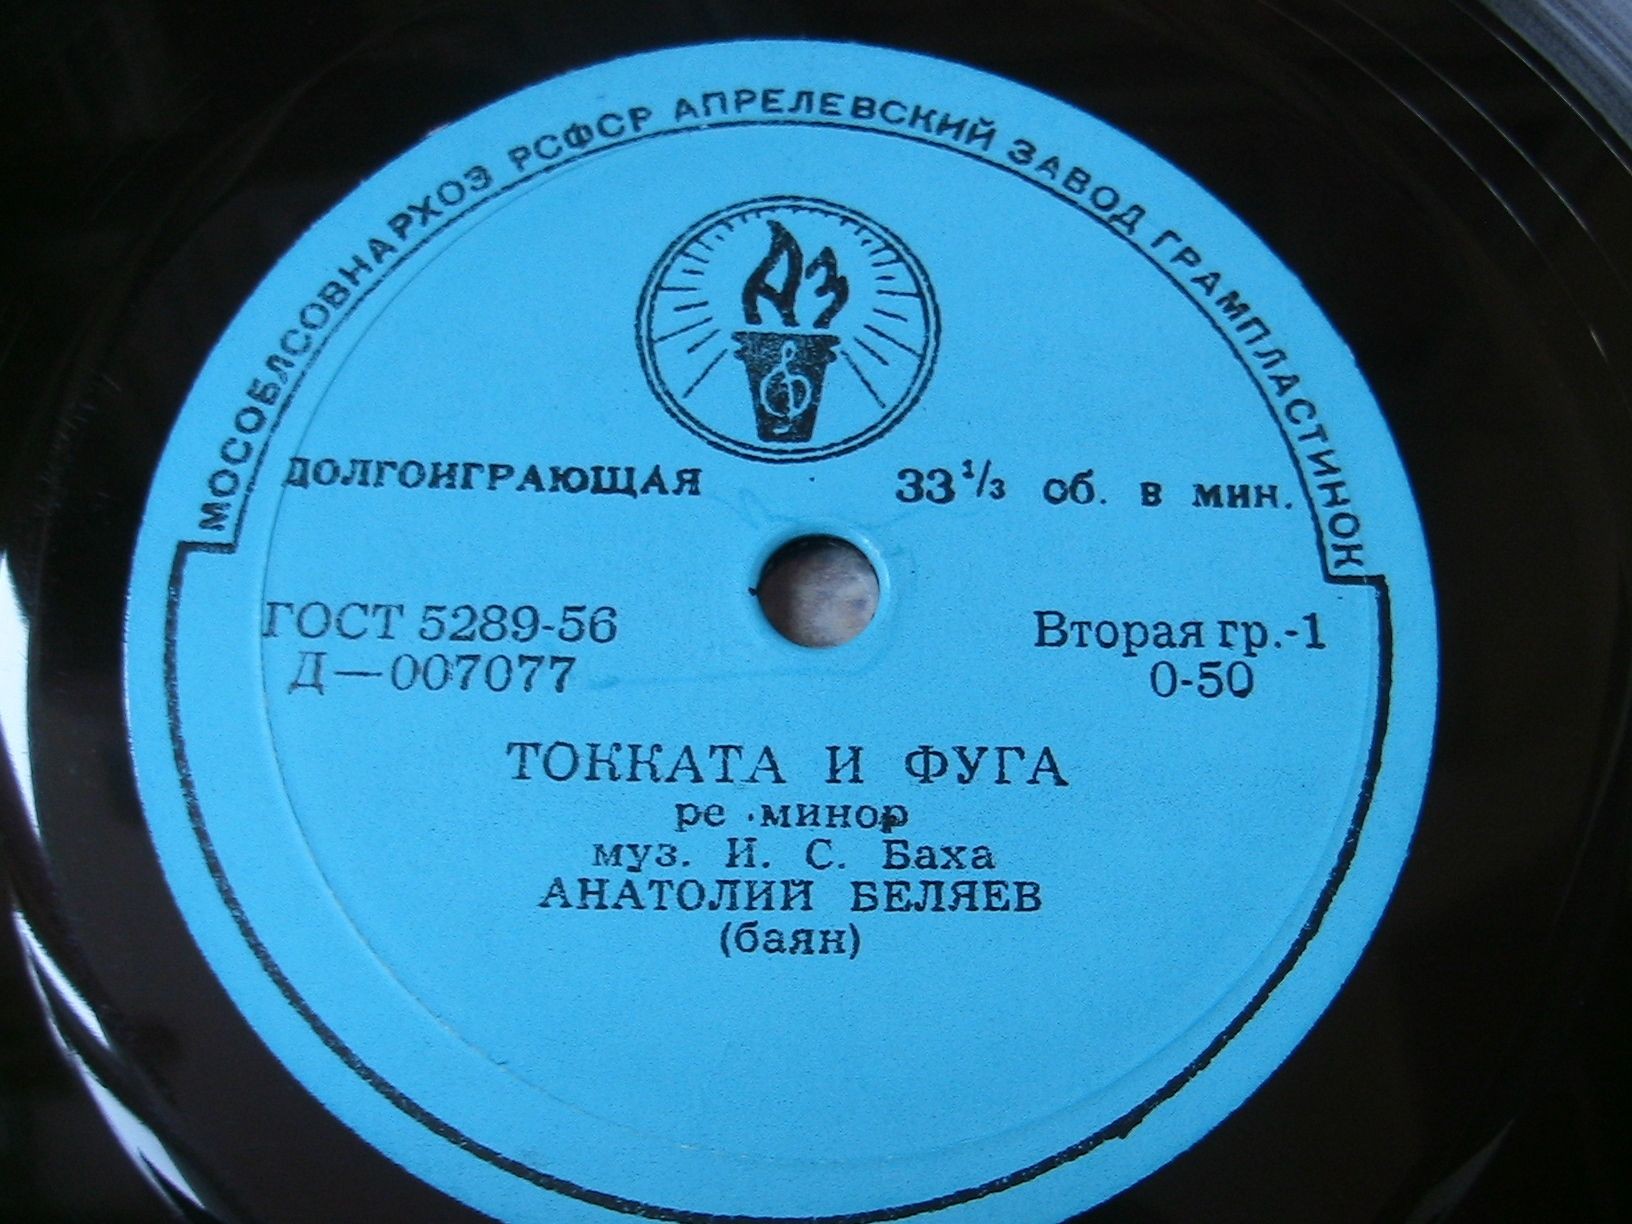 МОСОБЛСОВНАРХОЗ РСФСР АПРЕЛЕВСКИЙ ЗАВОД ГРАМПЛАСТИНОК
АЗ
ДОЛГОИГРАЮЩАЯ 33 1/3 об. в мин.
ГОСТ 5289-56 Вторая гр.-1
Д—007077 0-50
ТОККАТА И ФУГА
ре минор
муз. И. С. Баха
АНАТОЛИЙ БЕЛЯЕВ
(баян)